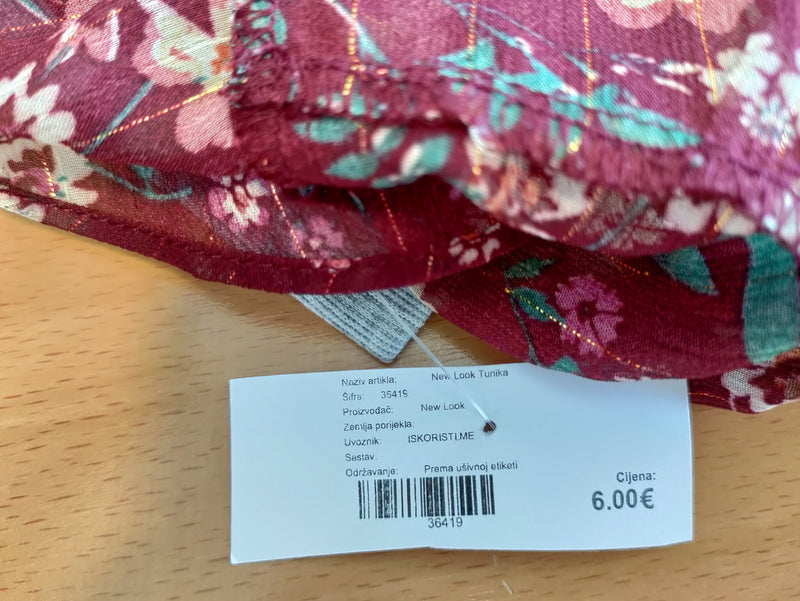 Naziv artikla: New Look Tunika
Šifra: 36419
Proizvođač: New Look
Zemlja porijekla:
Uvoznik: ISKORISTI.ME
Sastav:
Održavanje: Prema ušivnoj etiketi
36419
Cijena:
6.00€